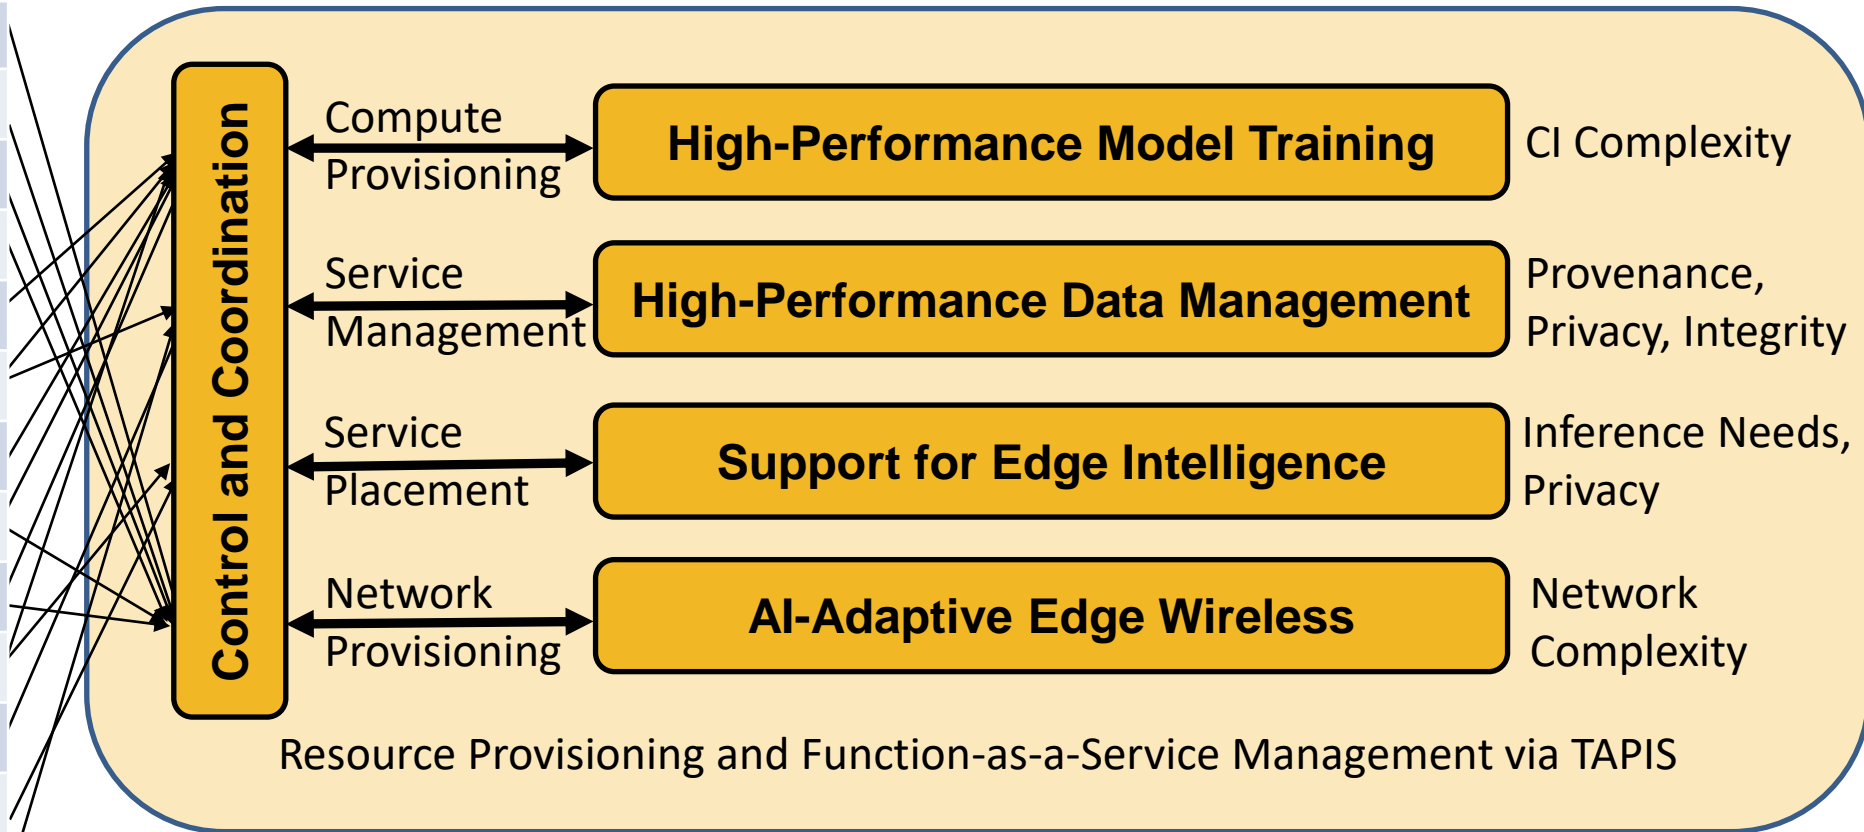 Control and Coordination
Compute
Provisioning
High-Performance Model Training
CI Complexity
Service
Management
High-Performance Data Management
Provenance,
Privacy, Integrity
Service
Placement
Support for Edge Intelligence
Inference Needs,
Privacy
Network
Provisioning
AI-Adaptive Edge Wireless
Network
Complexity
Resource Provisioning and Function-as-a-Service Management via TAPIS